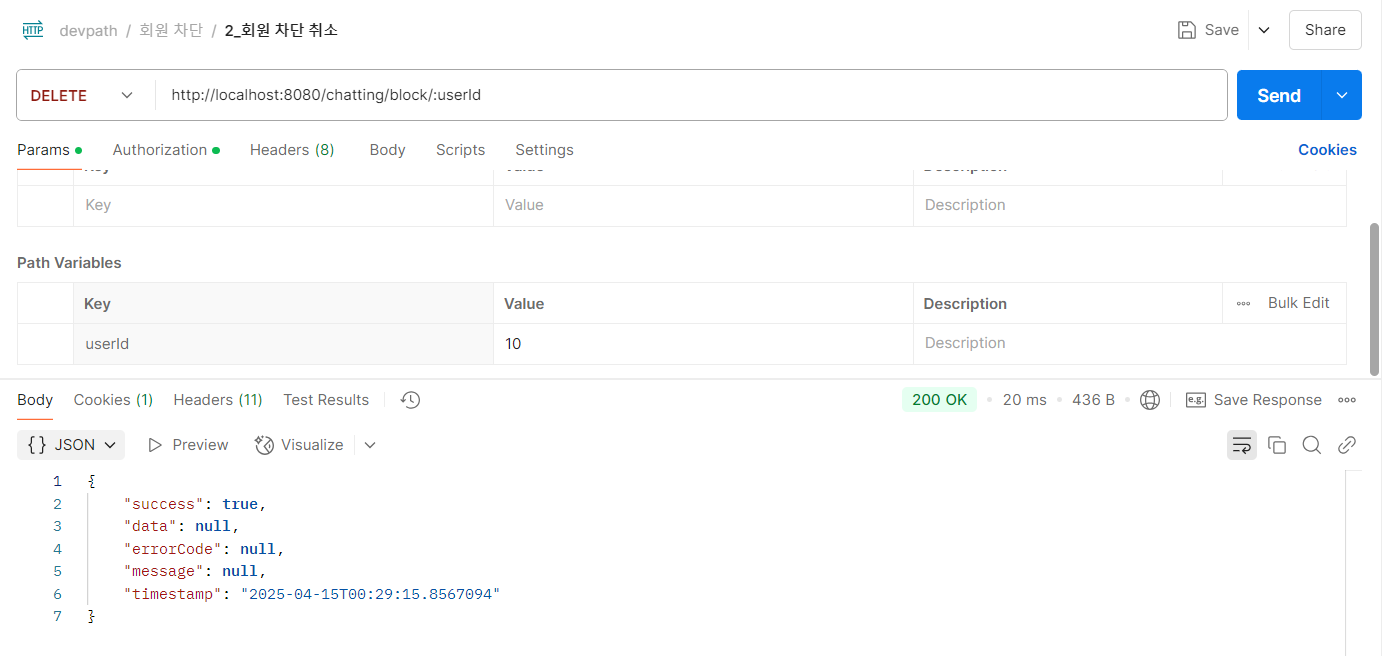 HTTP devpath / 회원 차단 / 2_회원 차단 취소 Save Share
DELETE http://localhost:8080/chatting/block/:userId Send
Params Authorization Headers (8) Body Scripts Settings Cookies
Key Value Description
Key Value Description
Path Variables
Key Value Description Bulk Edit
userId 10 Description
Body Cookies (1) Headers (11) Test Results 200 OK 20 ms 436 B e.g. Save Response
{} JSON Preview Visualize
1 {
2 "success": true,
3 "data": null,
4 "errorCode": null,
5 "message": null,
6 "timestamp": "2025-04-15T00:29:15.8567094"
7 }